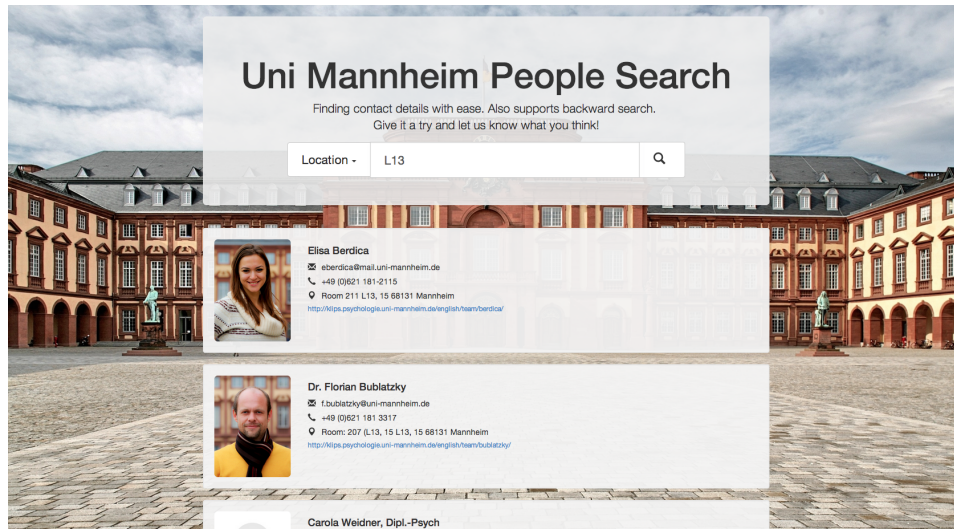 Uni Mannheim People Search
Finding contact details with ease. Also supports backward search.
Give it a try and let us know what you think!
Location
L13
Elisa Berdica
eberdica@mail.uni-mannheim.de
+49 (0)621 181-2115
Room 211 L13, 15 68131 Mannheim
http://klips.psychologie.uni-mannheim.de/english/team/berdica/
Dr. Florian Bublatzky
f.bublatzky@uni-mannheim.de
+49 (0)621 181 3317
Room: 207 (L13, 15 L13, 15 68131 Mannheim
http://klips.psychologie.uni-mannheim.de/english/team/bublatzky/
Carola Weidner, Dipl.-Psych